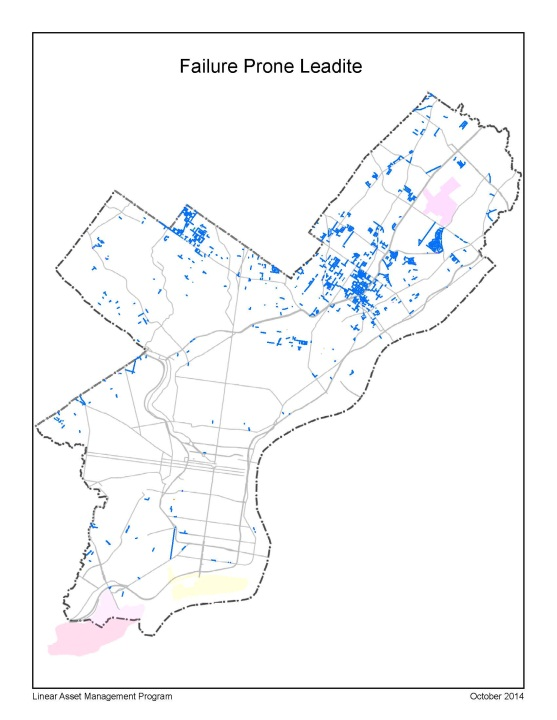 Failure Prone Leadite
Linear Asset Management Program
October 2014